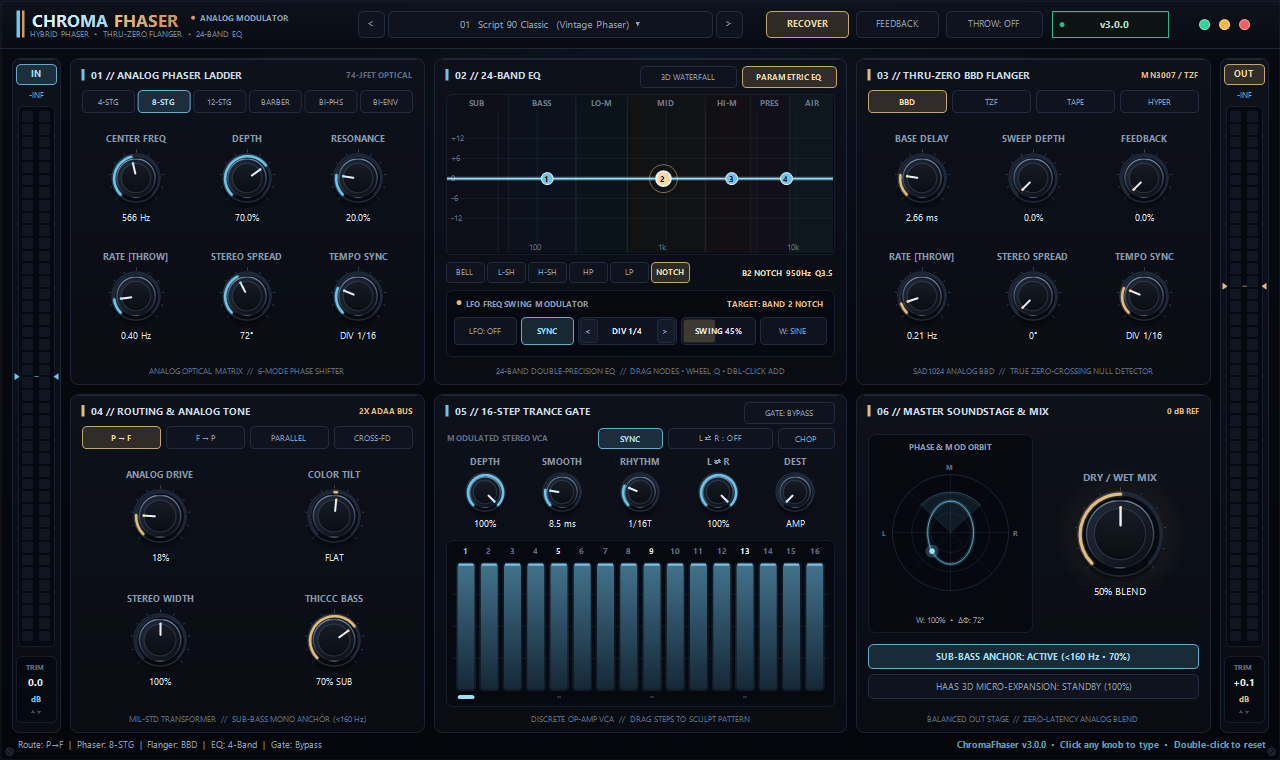 CHROMA FHASER • ANALOG MODULATOR
HYBRID PHASER • THRU-ZERO FLANGER • 24-BAND EQ
< 01 Script 90 Classic (Vintage Phaser) ▾ >
RECOVER FEEDBACK THROW: OFF v3.0.0
IN
-INF
TRIM
0.0
dB
01 // ANALOG PHASER LADDER 74-JFET OPTICAL
4-STG 8-STG 12-STG BARBER BI-PHS BI-ENV
CENTER FREQ DEPTH RESONANCE
566 Hz 70.0% 20.0%
RATE [THROW] STEREO SPREAD TEMPO SYNC
0.40 Hz 72° DIV 1/16
ANALOG OPTICAL MATRIX // 6-MODE PHASE SHIFTER
02 // 24-BAND EQ 3D WATERFALL PARAMETRIC EQ
SUB BASS LO-M MID HI-M PRES AIR
+12
+6
0
-6
-12
1 2 3 4
100 1k 10k
BELL L-SH H-SH HP LP NOTCH B2 NOTCH 950Hz Q3.5
• LFO FREQ SWING MODULATOR TARGET: BAND 2 NOTCH
LFO: OFF SYNC < DIV 1/4 > SWING 45% W: SINE
24-BAND DOUBLE-PRECISION EQ // DRAG NODES • WHEEL Q • DBL-CLICK ADD
03 // THRU-ZERO BBD FLANGER MN3007 / TZF
BBD TZF TAPE HYPER
BASE DELAY SWEEP DEPTH FEEDBACK
2.66 ms 0.0% 0.0%
RATE [THROW] STEREO SPREAD TEMPO SYNC
0.21 Hz 0° DIV 1/16
SAD1024 ANALOG BBD // TRUE ZERO-CROSSING NULL DETECTOR
OUT
-INF
TRIM
+0.1
dB
04 // ROUTING & ANALOG TONE 2X ADAA BUS
P→F F→P PARALLEL CROSS-FD
ANALOG DRIVE COLOR TILT
18% FLAT
STEREO WIDTH THICCC BASS
100% 70% SUB
MIL-STD TRANSFORMER // SUB-BASS MONO ANCHOR (<160 Hz)
05 // 16-STEP TRANCE GATE GATE: BYPASS
MODULATED STEREO VCA SYNC L ⇄ R : OFF CHOP
DEPTH SMOOTH RHYTHM L ⇄ R DEST
100% 8.5 ms 1/16T 100% AMP
1 2 3 4 5 6 7 8 9 10 11 12 13 14 15 16
DISCRETE OP-AMP VCA // DRAG STEPS TO SCULPT PATTERN
06 // MASTER SOUNDSTAGE & MIX 0 dB REF
PHASE & MOD ORBIT
M
L R
W: 100% • ΔΦ: 72°
DRY / WET MIX
50% BLEND
SUB-BASS ANCHOR: ACTIVE (<160 Hz • 70%)
HAAS 3D MICRO-EXPANSION: STANDBY (100%)
BALANCED OUT STAGE // ZERO-LATENCY ANALOG BLEND
Route: P→F | Phaser: 8-STG | Flanger: BBD | EQ: 4-Band | Gate: Bypass
ChromaFhaser v3.0.0 • Click any knob to type • Double-click to reset